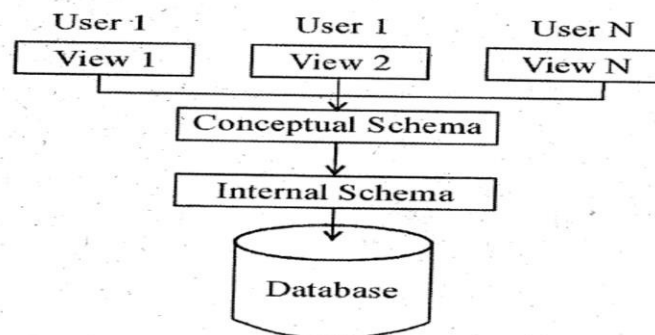 User 1 User 1 User N
View 1 View 2 View N
Conceptual Schema
Internal Schema
Database